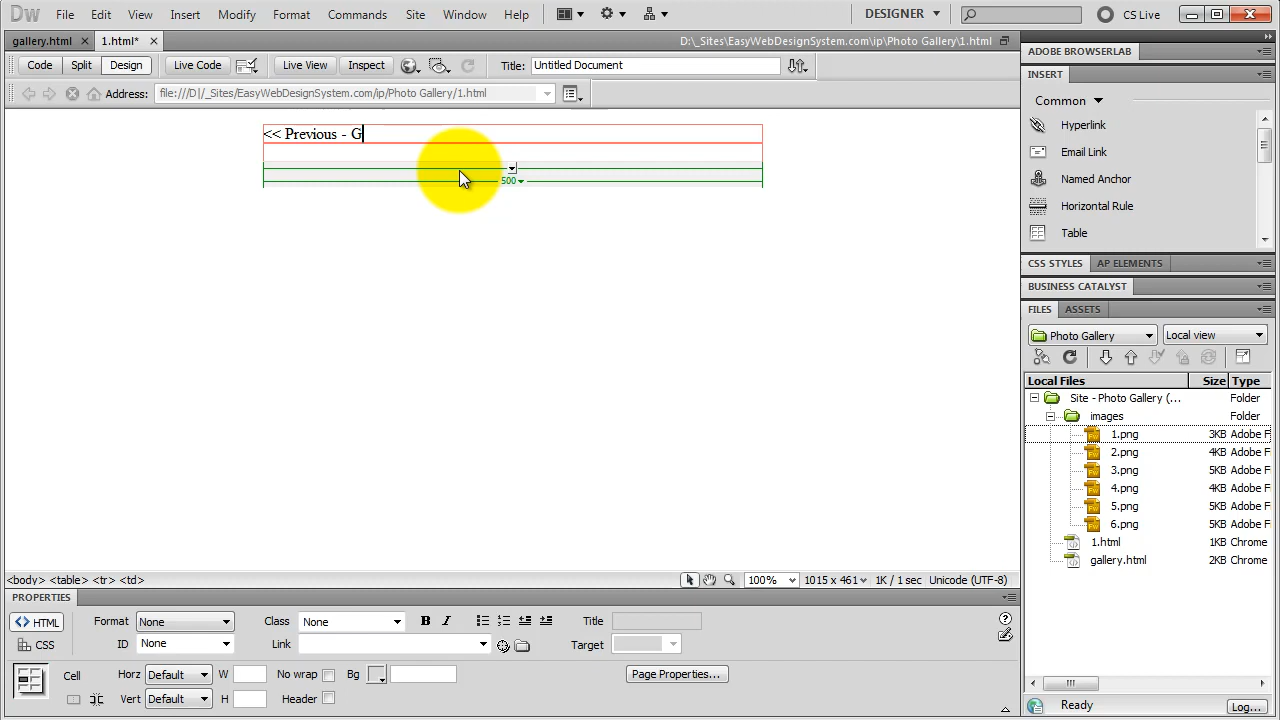 Dw File Edit View Insert Modify Format Commands Site Window Help DESIGNER CS Live
gallery.html 1.html* D:\_Sites\EasyWebDesignSystem.com\ip\Photo Gallery\1.html
Code Split Design Live Code Live View Inspect Title: Untitled Document
Address: file:///D|/_Sites/EasyWebDesignSystem.com/ip/Photo Gallery/1.html
<< Previous - G
500
<body> <table> <tr> <td> 100% 1015 x 461 1K / 1 sec Unicode (UTF-8)
PROPERTIES
HTML Format None Class None B I Title
CSS ID None Link Target
Cell Horz Default W No wrap Bg Page Properties...
Vert Default H Header
ADOBE BROWSERLAB
INSERT
Common
Hyperlink
Email Link
Named Anchor
Horizontal Rule
Table
CSS STYLES AP ELEMENTS
BUSINESS CATALYST
FILES ASSETS
Photo Gallery Local view
Local Files Size Type
Site - Photo Gallery (... Folder
images Folder
1.png 3KB Adobe F
2.png 4KB Adobe F
3.png 5KB Adobe F
4.png 4KB Adobe F
5.png 5KB Adobe F
6.png 5KB Adobe F
1.html 1KB Chrome
gallery.html 2KB Chrome
Ready Log...